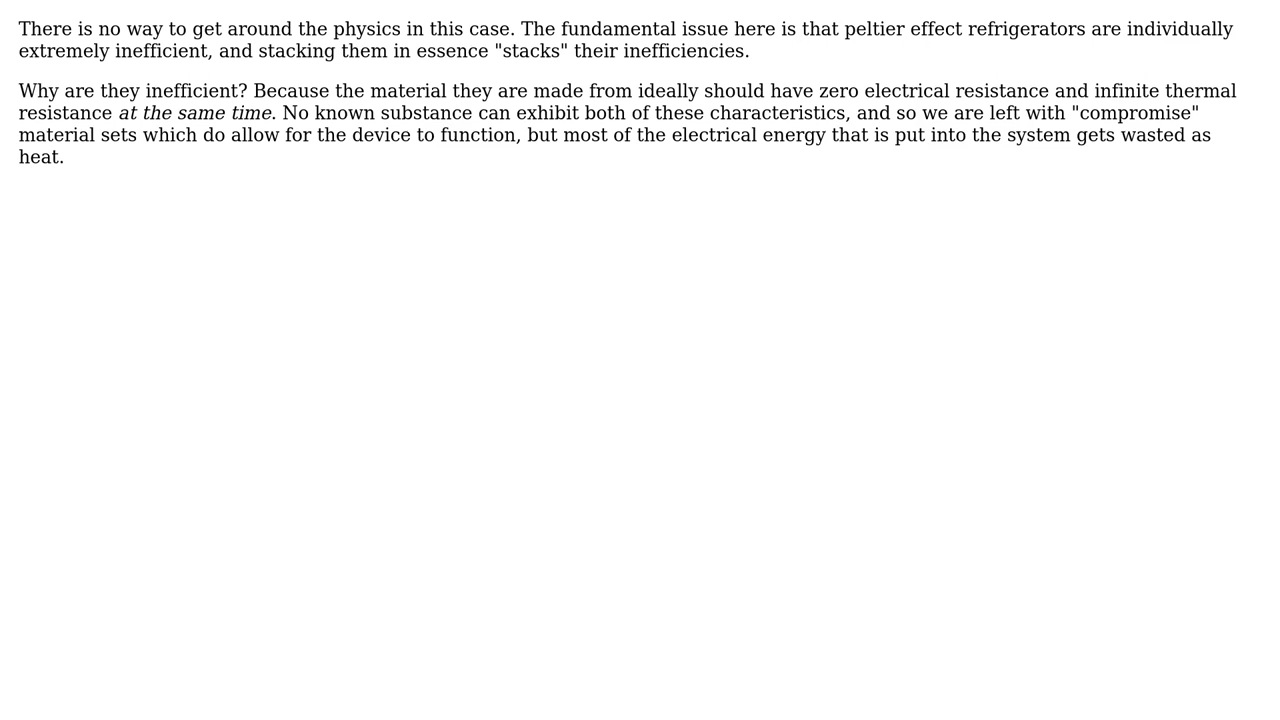 There is no way to get around the physics in this case. The fundamental issue here is that peltier effect refrigerators are individually
extremely inefficient, and stacking them in essence "stacks" their inefficiencies.
Why are they inefficient? Because the material they are made from ideally should have zero electrical resistance and infinite thermal
resistance at the same time. No known substance can exhibit both of these characteristics, and so we are left with "compromise"
material sets which do allow for the device to function, but most of the electrical energy that is put into the system gets wasted as
heat.